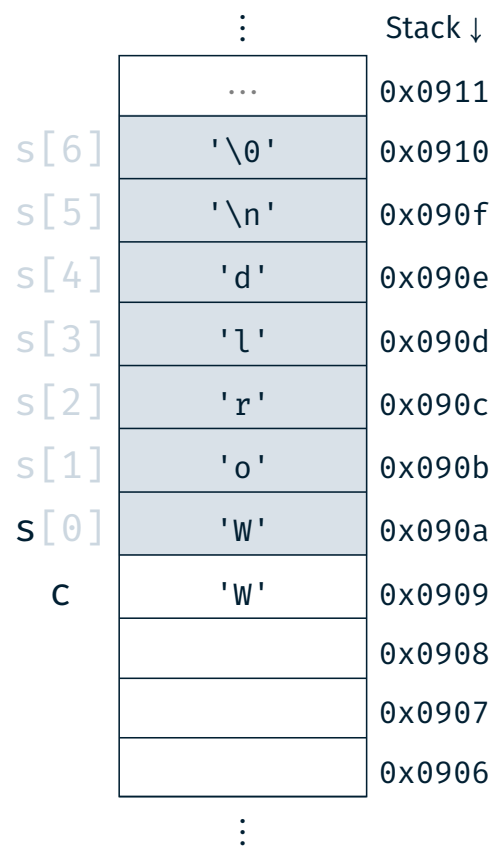 ⋮ Stack ↓
... 0x0911
s[6] '\0' 0x0910
s[5] '\n' 0x090f
s[4] 'd' 0x090e
s[3] 'l' 0x090d
s[2] 'r' 0x090c
s[1] 'o' 0x090b
s[0] 'W' 0x090a
c 'W' 0x0909
0x0908
0x0907
0x0906
⋮